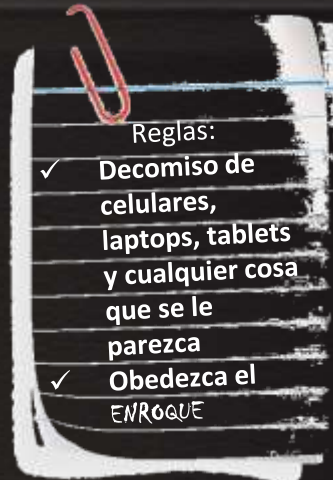 Reglas:
✓ Decomiso de
celulares,
laptops, tablets
y cualquier cosa
que se le
parezca
✓ Obedezca el
ENROQUE